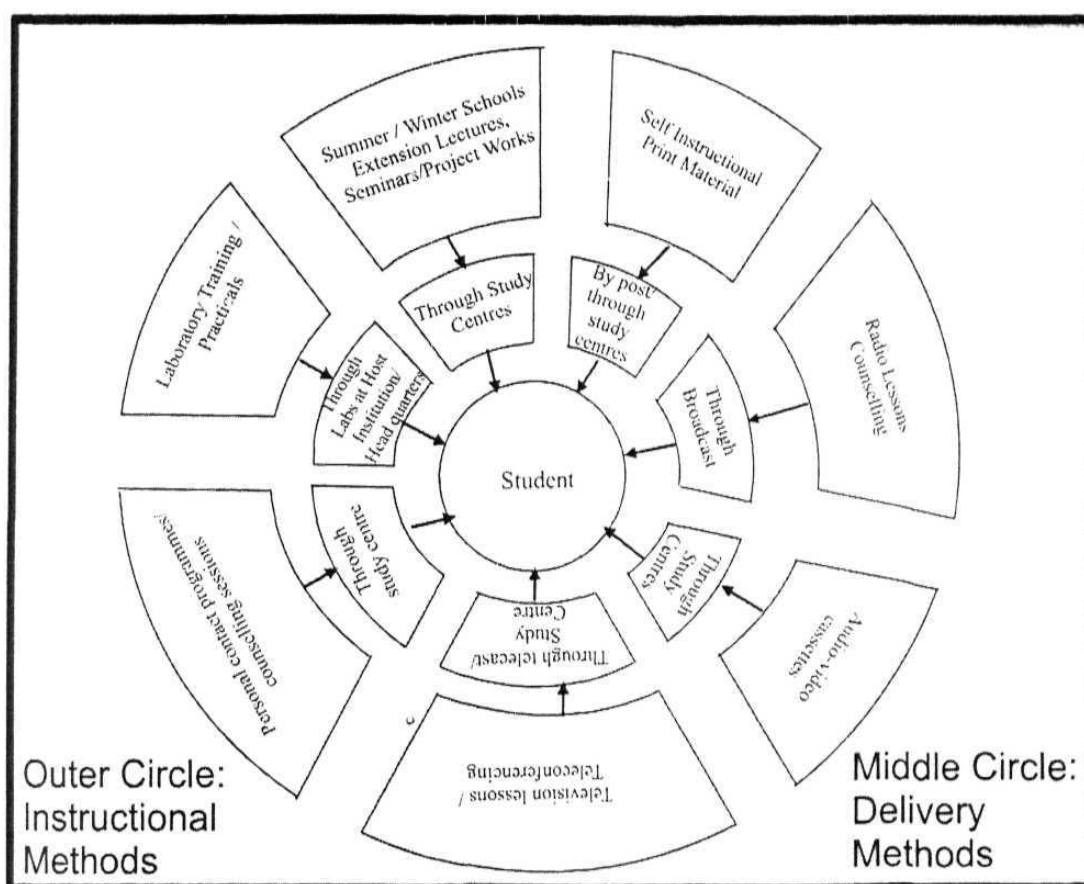 Summer / Winter Schools
Extension Lectures,
Seminars/Project Works
Self Instructional
Print Material
Radio Lessons
Counselling
Audio-video
cassettes
Television lessons /
Teleconferencing
Personal contact programmes/
counselling sessions
Laboratory Training /
Practicals
Through Study
Centres
By post/
through
study
centres
Through
Broadcast
Through
Study
Centres
Through telecast/
Study
Centre
Through
study centre
Through
Labs at Host
Institution/
Head quarters
Student
Outer Circle:
Instructional
Methods
Middle Circle:
Delivery
Methods